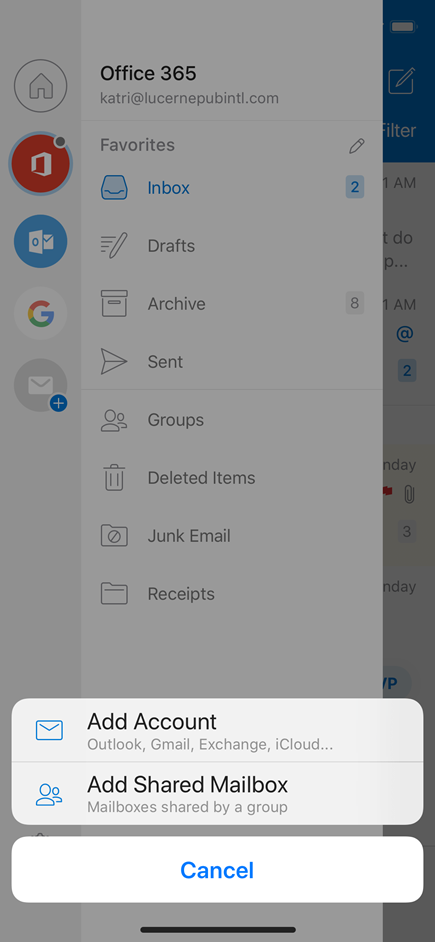 Office 365
katri@lucernepubintl.com
Filter
Favorites
1 AM
Inbox 2
t do
p...
Drafts
Archive 8
1 AM
@
2
Sent
Groups
nday
Deleted Items
3
Junk Email
Receipts
nday
VP
Add Account
Outlook, Gmail, Exchange, iCloud...
Add Shared Mailbox
Mailboxes shared by a group
Cancel